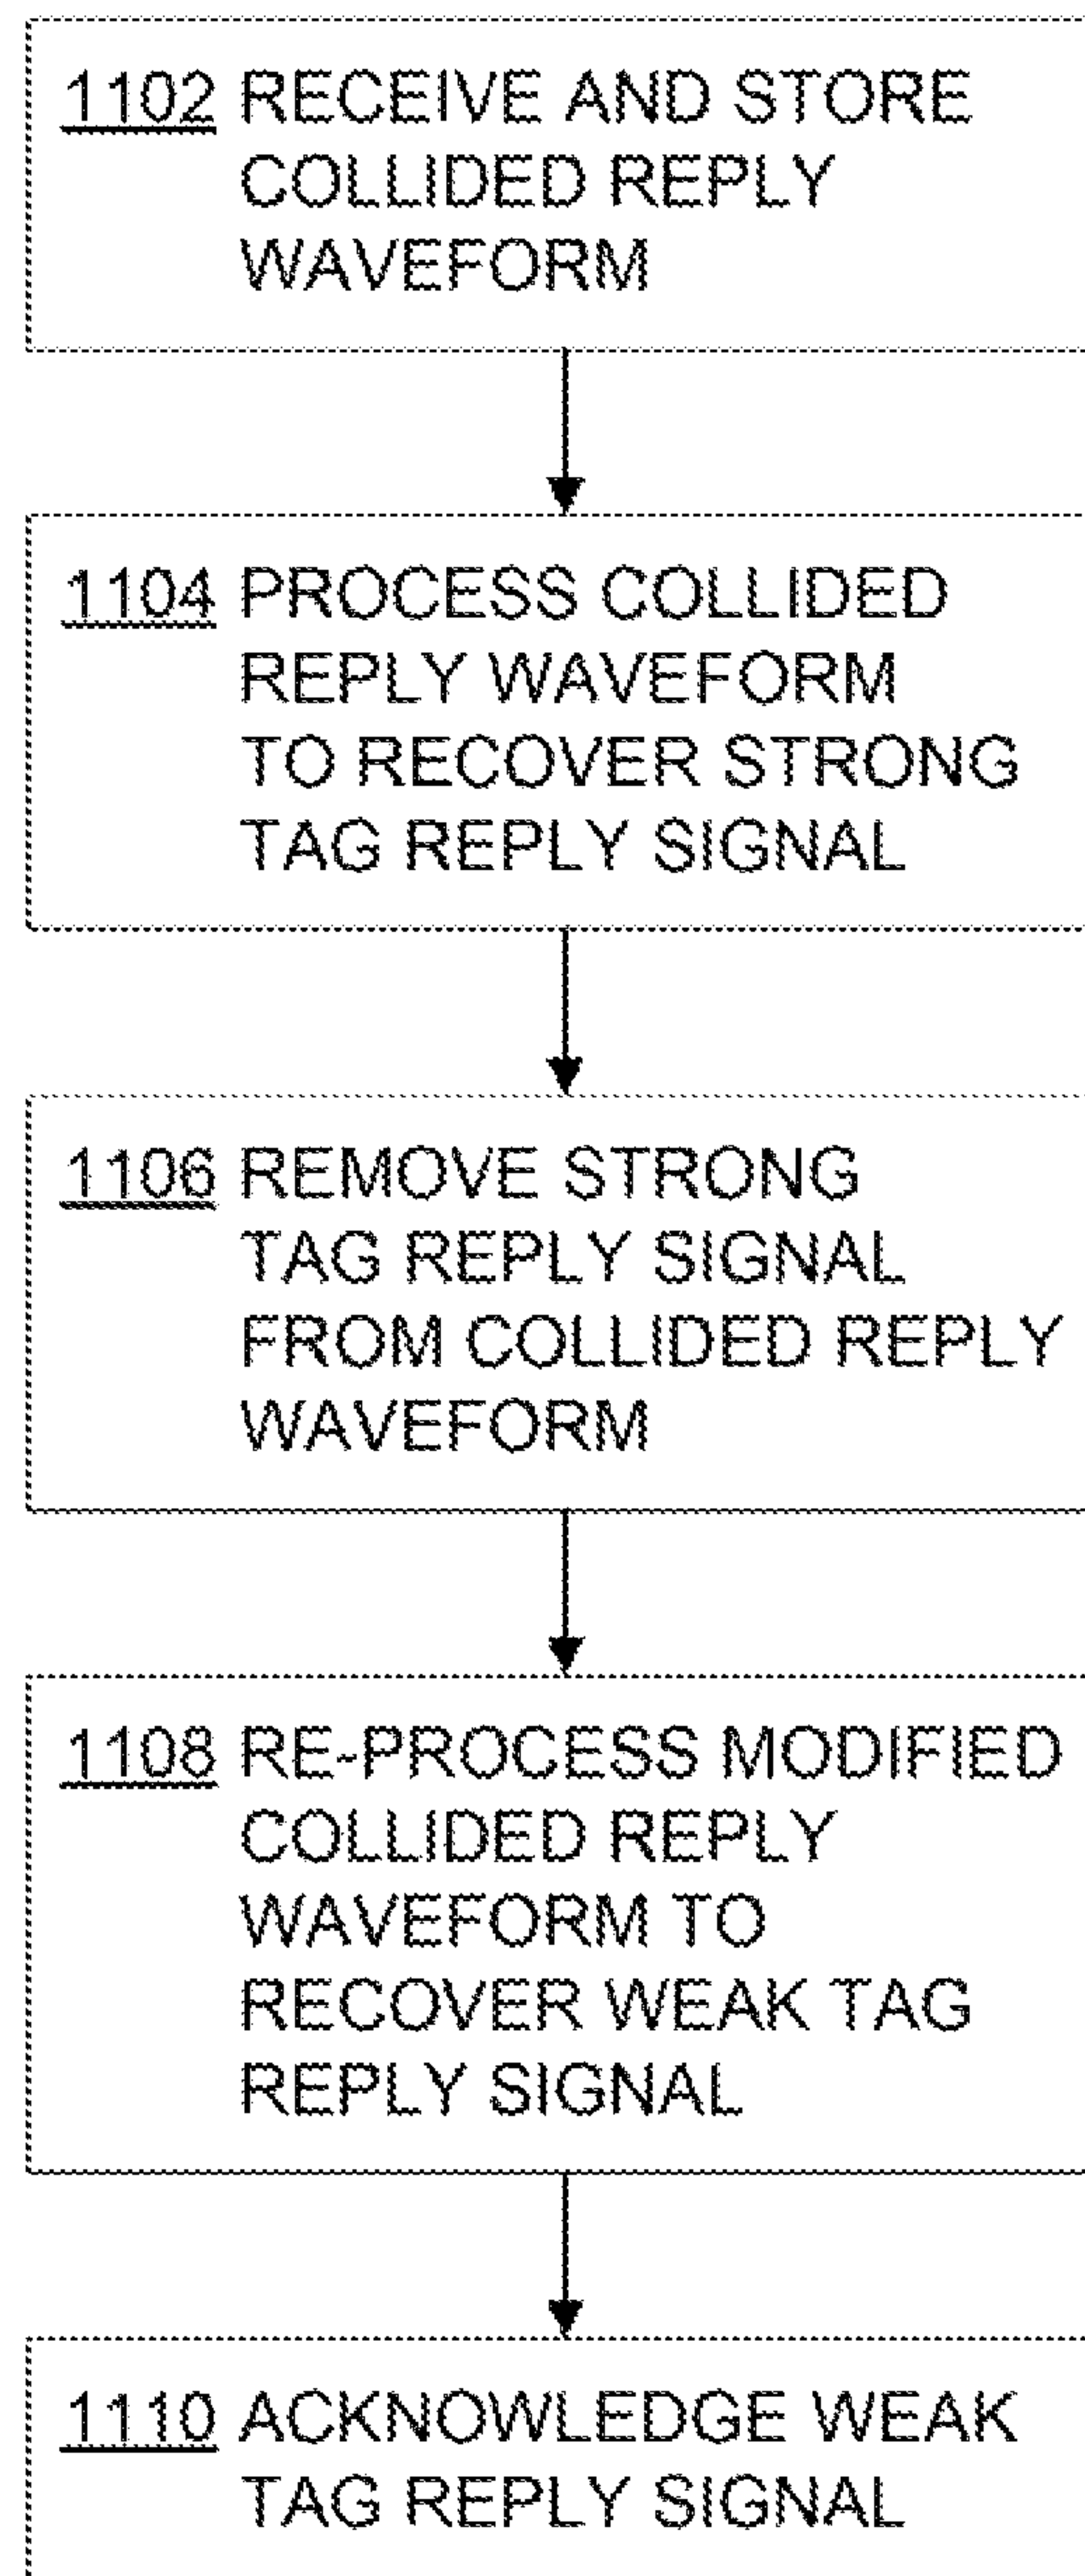 1102 RECEIVE AND STORE
COLLIDED REPLY
WAVEFORM
1104 PROCESS COLLIDED
REPLY WAVEFORM
TO RECOVER STRONG
TAG REPLY SIGNAL
1106 REMOVE STRONG
TAG REPLY SIGNAL
FROM COLLIDED REPLY
WAVEFORM
1108 RE-PROCESS MODIFIED
COLLIDED REPLY
WAVEFORM TO
RECOVER WEAK TAG
REPLY SIGNAL
1110 ACKNOWLEDGE WEAK
TAG REPLY SIGNAL